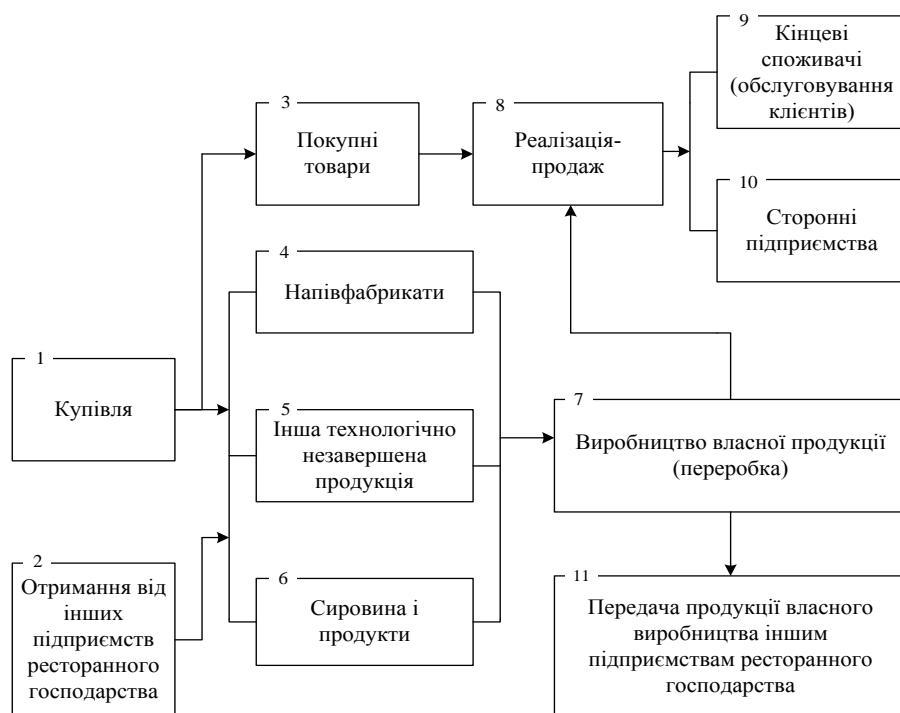 1
Купівля
2
Отримання від
інших
підприємств
ресторанного
господарства
3
Покупні
товари
4
Напівфабрикати
5
Інша технологічно
незавершена
продукція
6
Сировина і
продукти
7
Виробництво власної продукції
(переробка)
8
Реалізація-
продаж
9
Кінцеві
споживачі
(обслуговування
клієнтів)
10
Сторонні
підприємства
11
Передача продукції власного
виробництва іншим
підприємствам ресторанного
господарства